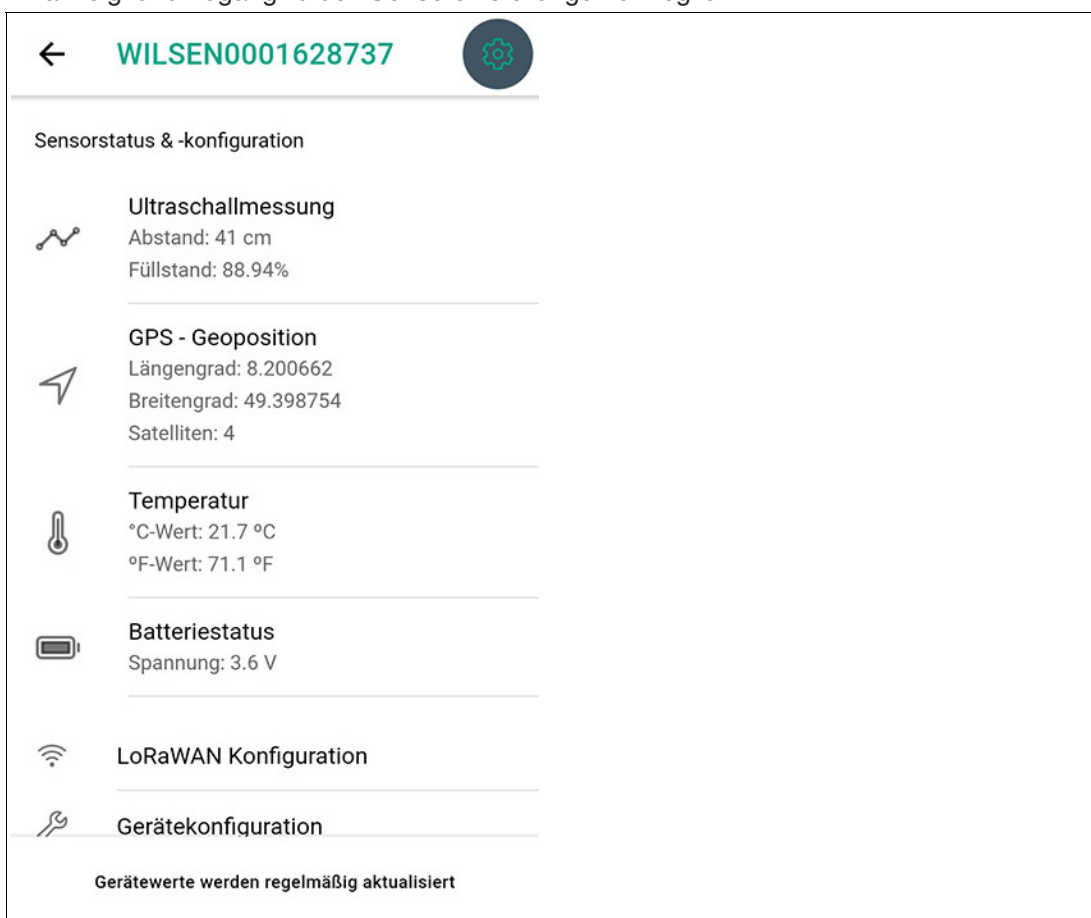 WILSEN0001628737
Sensorstatus & -konfiguration
Ultraschallmessung
Abstand: 41 cm
Füllstand: 88.94%
GPS - Geoposition
Längengrad: 8.200662
Breitengrad: 49.398754
Satelliten: 4
Temperatur
°C-Wert: 21.7 ºC
ºF-Wert: 71.1 ºF
Batteriestatus
Spannung: 3.6 V
LoRaWAN Konfiguration
Gerätekonfiguration
Gerätewerte werden regelmäßig aktualisiert